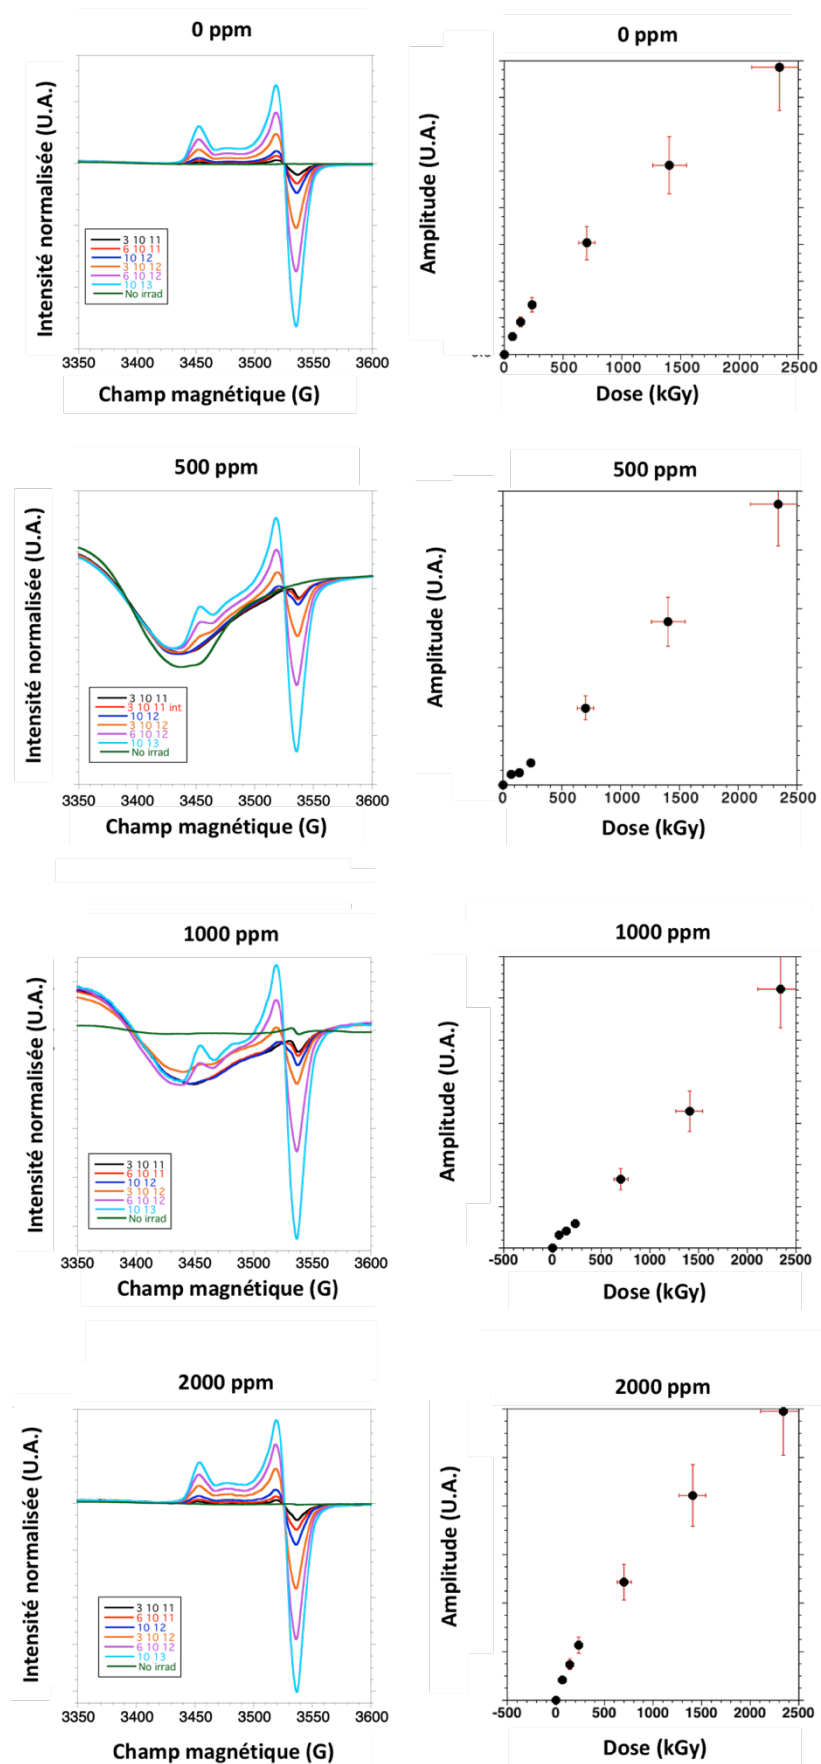 0 ppm
Intensité normalisée (U.A.)
3 10 11
6 10 11
10 12
3 10 12
6 10 12
10 13
No irrad
3350 3400 3450 3500 3550 3600
Champ magnétique (G)
0 ppm
Amplitude (U.A.)
0 500 1000 1500 2000 2500
Dose (kGy)
500 ppm
Intensité normalisée (U.A.)
3 10 11
3 10 11 int
10 12
3 10 12
6 10 12
10 13
No irrad
3350 3400 3450 3500 3550 3600
Champ magnétique (G)
500 ppm
Amplitude (U.A.)
0 500 1000 1500 2000 2500
Dose (kGy)
1000 ppm
Intensité normalisée (U.A.)
3 10 11
6 10 11
10 12
3 10 12
6 10 12
10 13
No irrad
3350 3400 3450 3500 3550 3600
Champ magnétique (G)
1000 ppm
Amplitude (U.A.)
-500 0 500 1000 1500 2000 2500
Dose (kGy)
2000 ppm
Intensité normalisée (U.A.)
3 10 11
6 10 11
10 12
3 10 12
6 10 12
10 13
No irrad
3350 3400 3450 3500 3550 3600
Champ magnétique (G)
2000 ppm
Amplitude (U.A.)
-500 0 500 1000 1500 2000 2500
Dose (kGy)